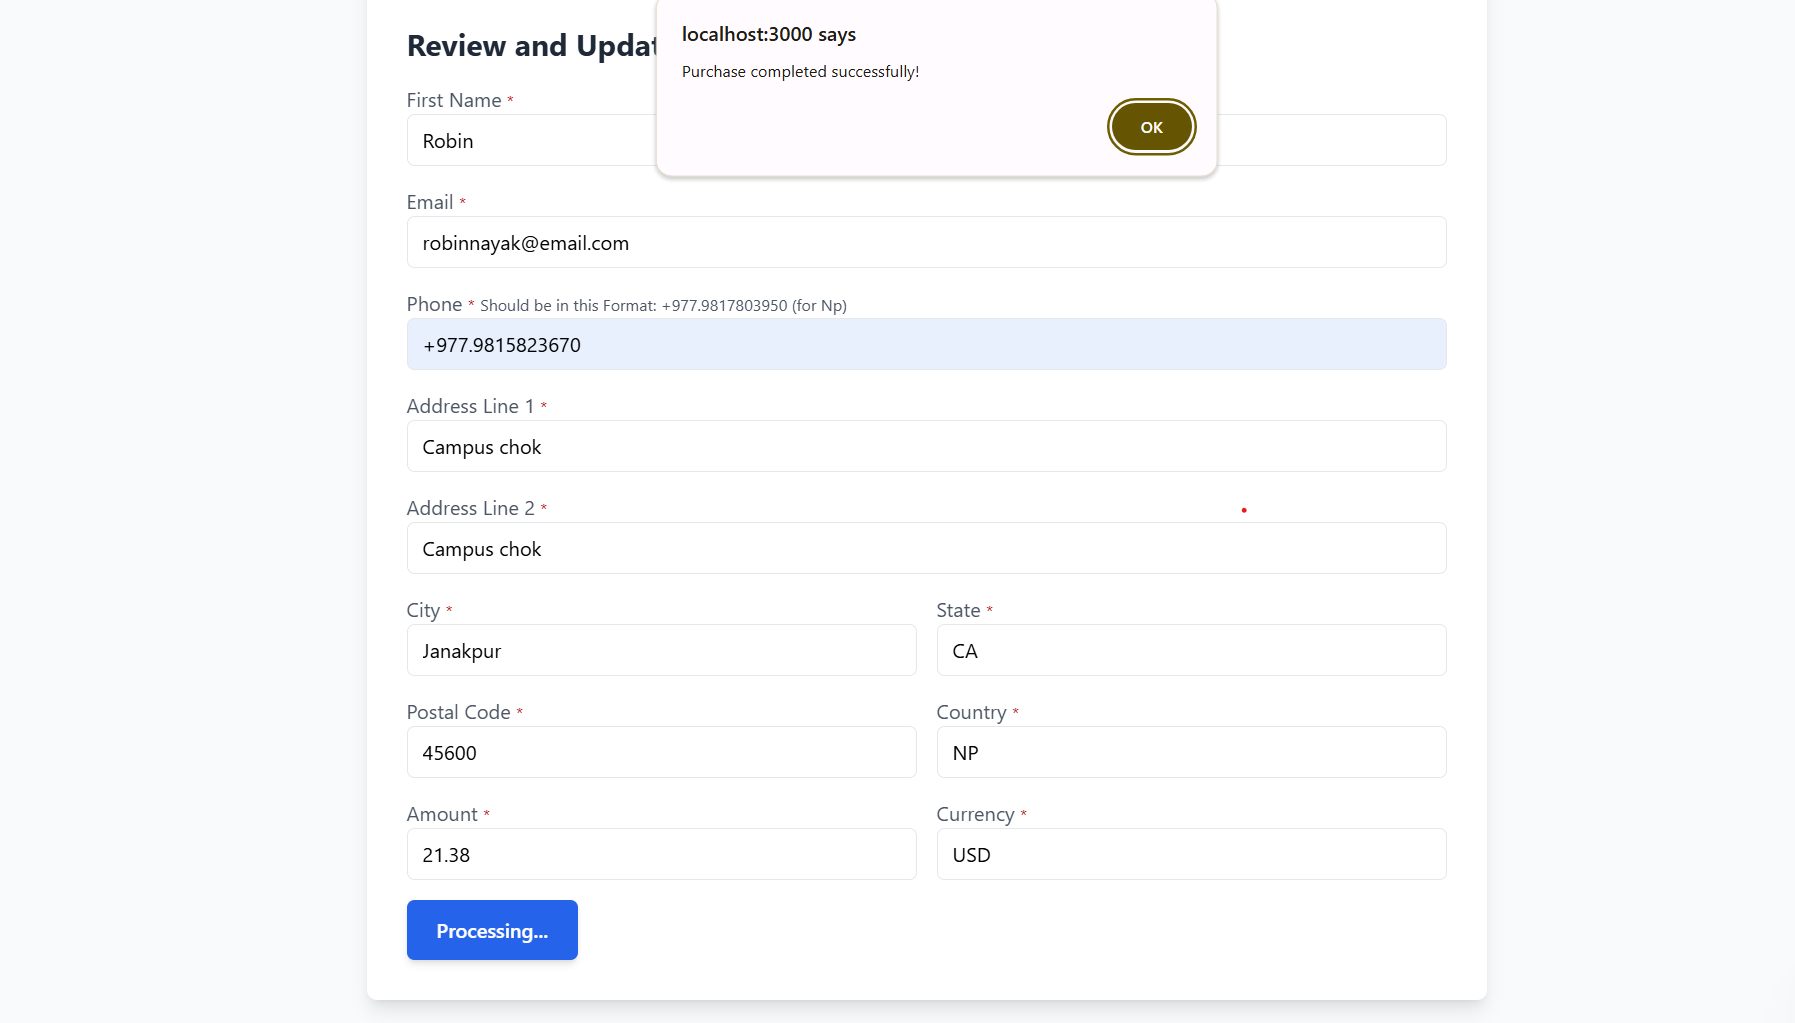 localhost:3000 says
Purchase completed successfully!
OK
Review and Updat
First Name *
Robin
Email *
robinnayak@email.com
Phone * Should be in this Format: +977.9817803950 (for Np)
+977.9815823670
Address Line 1 *
Campus chok
Address Line 2 *
Campus chok
City *
Janakpur
State *
CA
Postal Code *
45600
Country *
NP
Amount *
21.38
Currency *
USD
Processing...